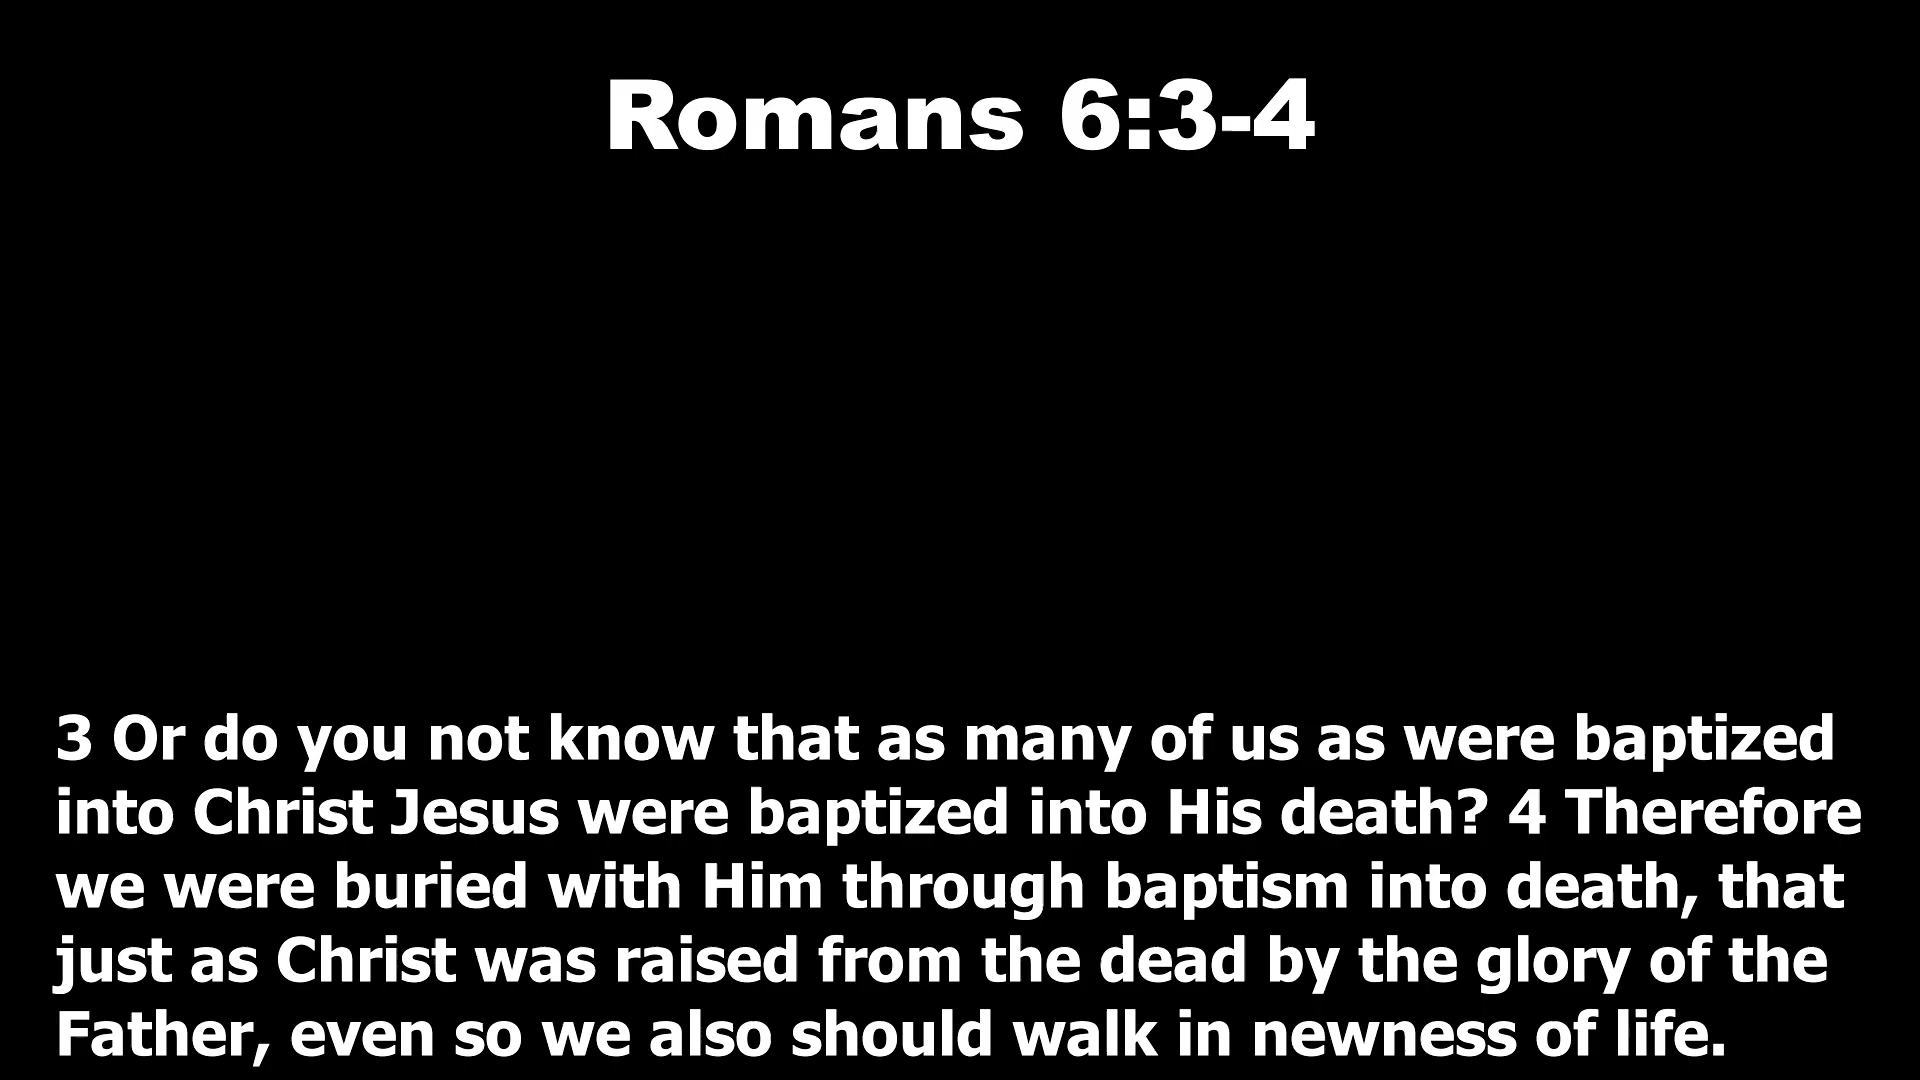 Romans 6:3-4
3 Or do you not know that as many of us as were baptized
into Christ Jesus were baptized into His death? 4 Therefore
we were buried with Him through baptism into death, that
just as Christ was raised from the dead by the glory of the
Father, even so we also should walk in newness of life.